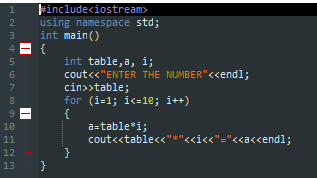 1 #include<iostream>
2 using namespace std;
3 int main()
4 {
5 int table,a, i;
6 cout<<"ENTER THE NUMBER"<<endl;
7 cin>>table;
8 for (i=1; i<=10; i++)
9 {
10 a=table*i;
11 cout<<table<<"*"<<i<<"="<<a<<endl;
12 }
13 }